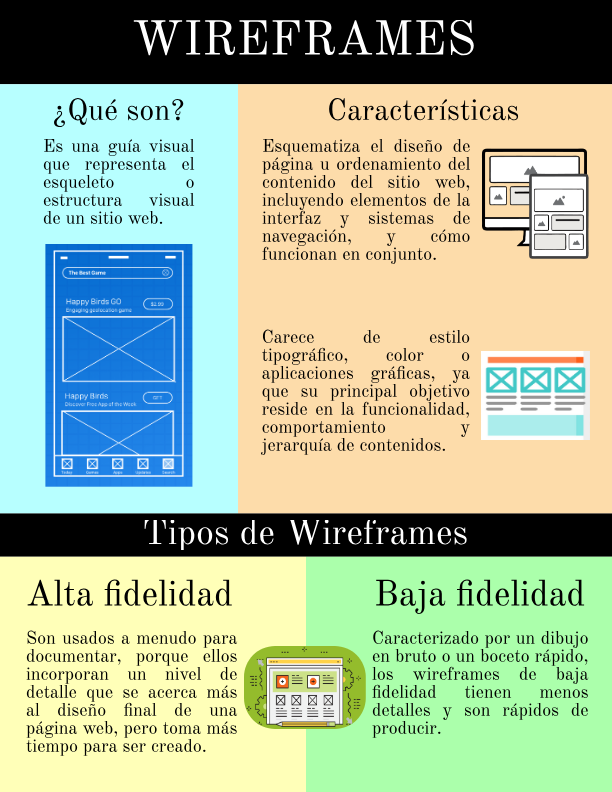 WIREFRAMES
¿Qué son?
Es una guía visual
que representa el
esqueleto o
estructura visual
de un sitio web.
The Best Game
Happy Birds GO
$2.99
Engaging geolocation game
Happy Birds
GET
Discover Free App of the Week
Today Games Apps Updates Search
Características
Esquematiza el diseño de
página u ordenamiento del
contenido del sitio web,
incluyendo elementos de la
interfaz y sistemas de
navegación, y cómo
funcionan en conjunto.
Carece de estilo
tipográfico, color o
aplicaciones gráficas, ya
que su principal objetivo
reside en la funcionalidad,
comportamiento y
jerarquía de contenidos.
Tipos de Wireframes
Alta fidelidad
Son usados a menudo para
documentar, porque ellos
incorporan un nivel de
detalle que se acerca más
al diseño final de una
página web, pero toma más
tiempo para ser creado.
Baja fidelidad
Caracterizado por un dibujo
en bruto o un boceto rápido,
los wireframes de baja
fidelidad tienen menos
detalles y son rápidos de
producir.